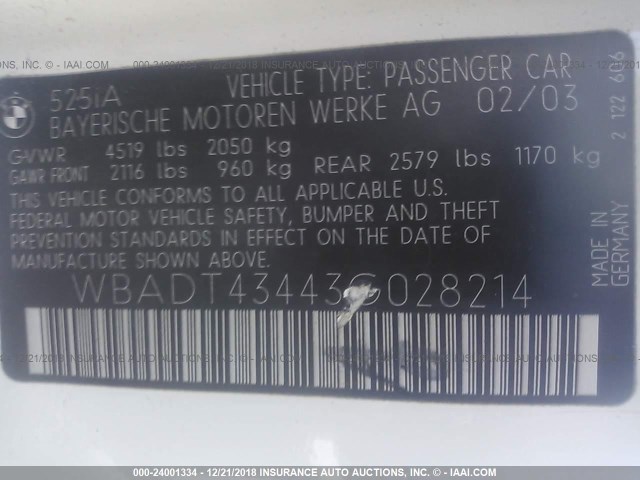 525iA VEHICLE TYPE: PASSENGER CAR
BAYERISCHE MOTOREN WERKE AG 02/03
GVWR 4519 lbs 2050 kg
GAWR FRONT 2116 lbs 960 kg REAR 2579 lbs 1170 kg
THIS VEHICLE CONFORMS TO ALL APPLICABLE U.S.
FEDERAL MOTOR VEHICLE SAFETY, BUMPER AND THEFT
PREVENTION STANDARDS IN EFFECT ON THE DATE OF
MANUFACTURE SHOWN ABOVE.
WBADT43443G028214
MADE IN
GERMANY
2 122 6
000-24001334 - 12/21/2018 INSURANCE AUTO AUCTIONS, INC. - © WWW.IAAI.COM